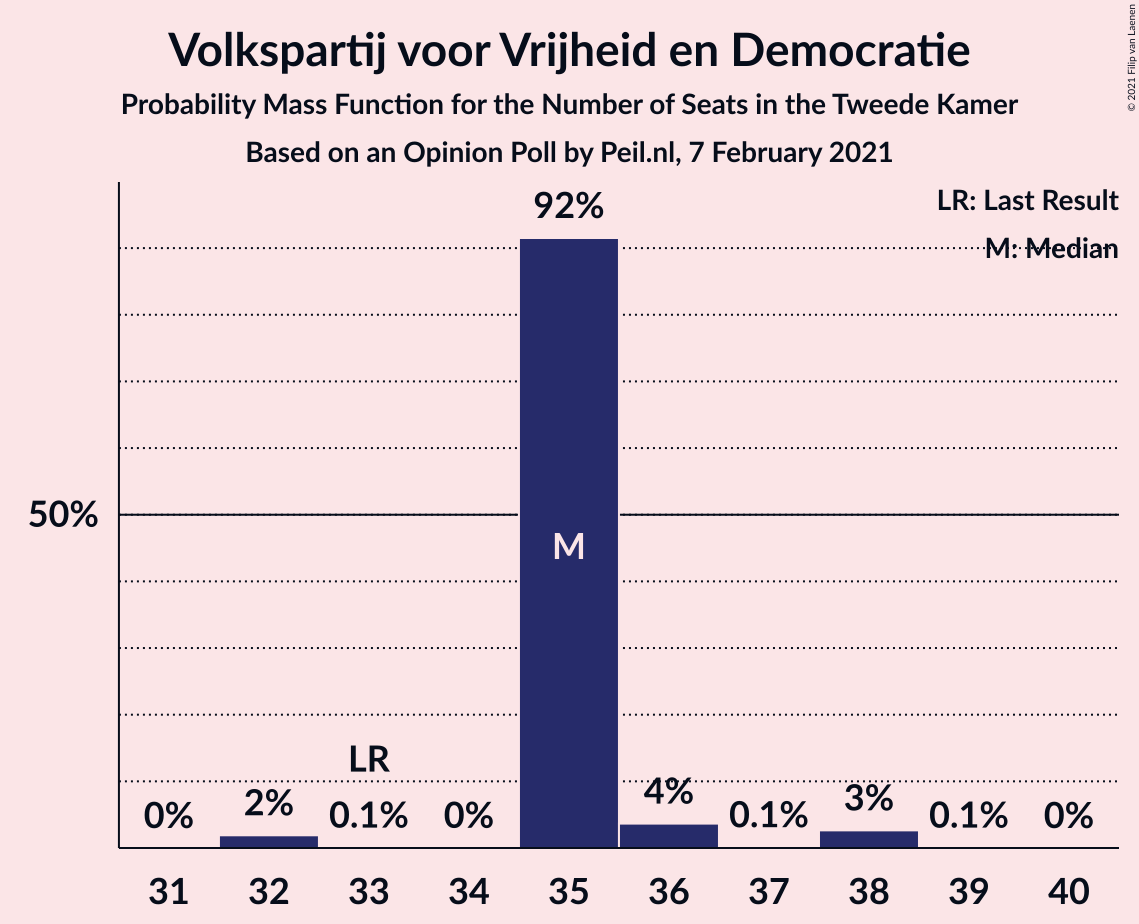 Volkspartij voor Vrijheid en Democratie
Probability Mass Function for the Number of Seats in the Tweede Kamer
Based on an Opinion Poll by Peil.nl, 7 February 2021
© 2021 Filip van Laenen
LR: Last Result
M: Median
92%
50%
M
LR
0% 2% 0.1% 0% 4% 0.1% 3% 0.1% 0%
31 32 33 34 35 36 37 38 39 40